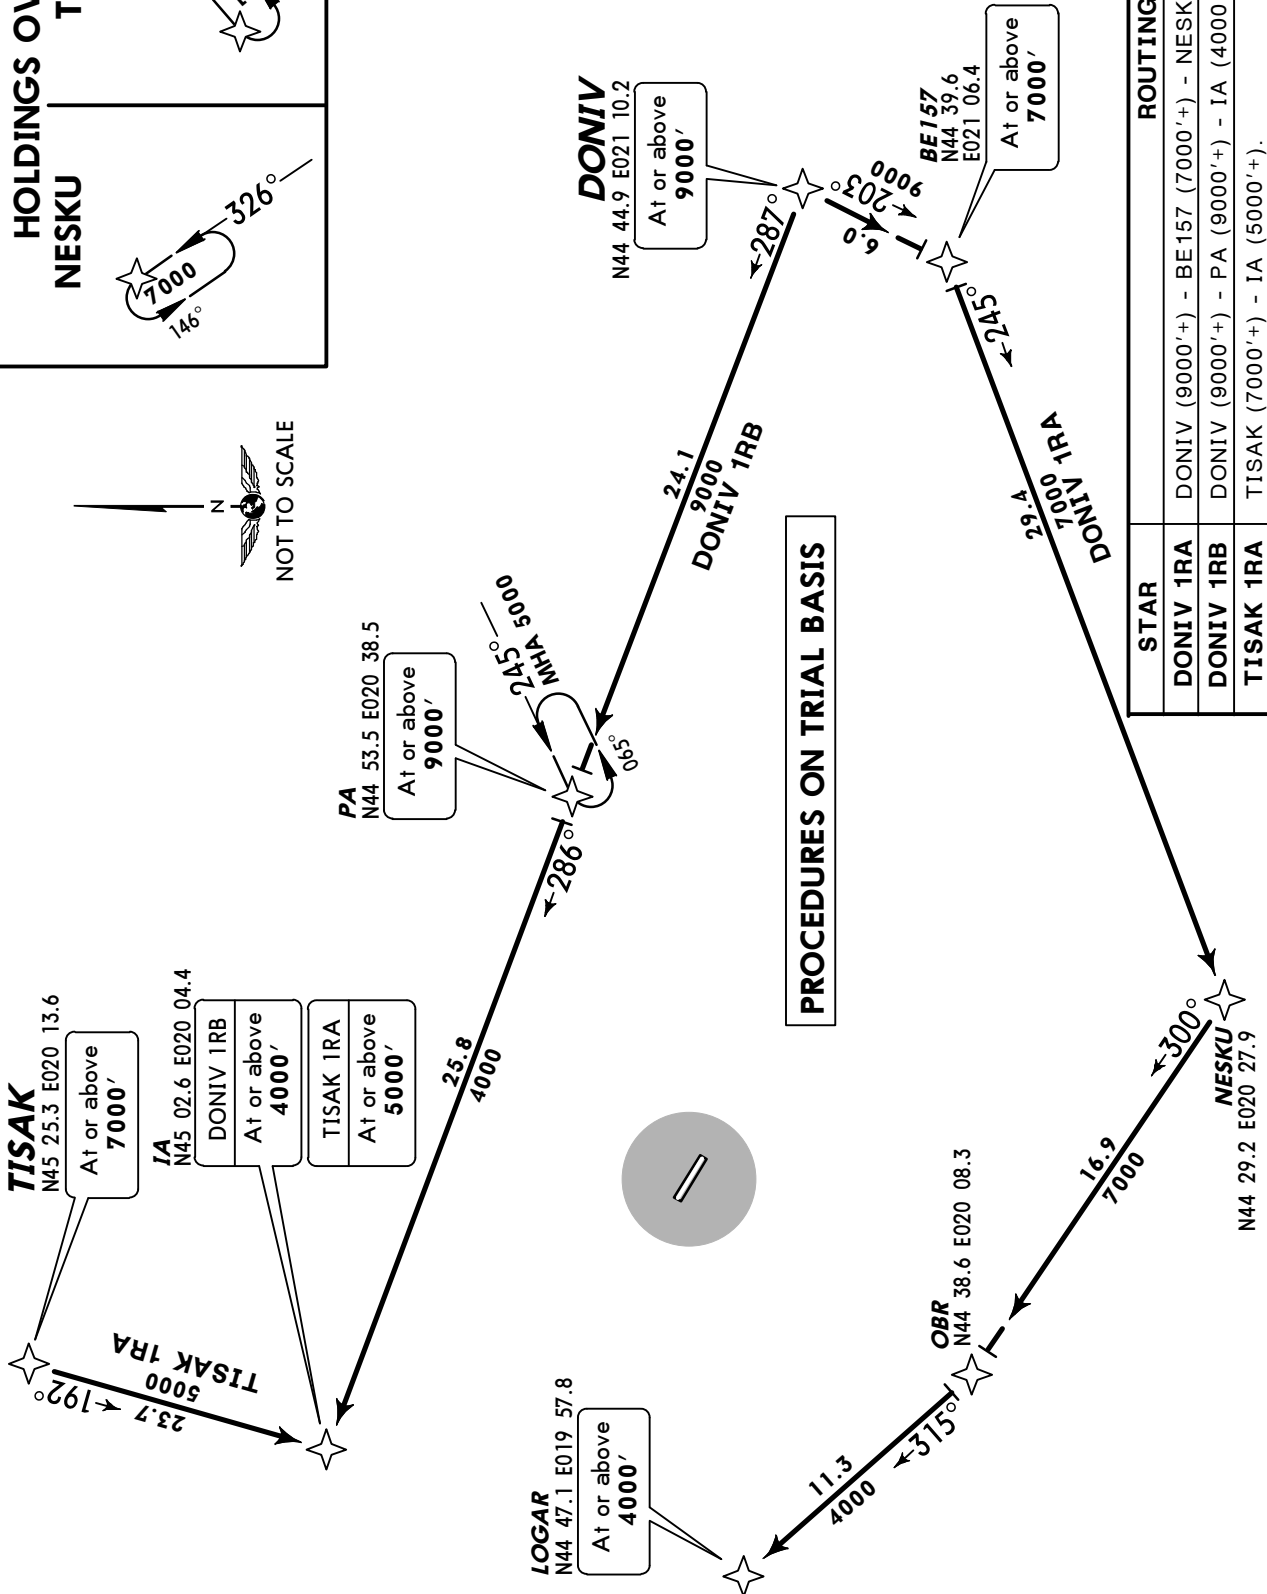 HOLDINGS OV
T
NESKU
326°
7000
146°
N
NOT TO SCALE
TISAK
N45 25.3 E020 13.6
At or above
7000'
192°
23.7
5000
TISAK 1RA
IA
N45 02.6 E020 04.4
DONIV 1RB
At or above
4000'
TISAK 1RA
At or above
5000'
25.8
4000
286°
PA
N44 53.5 E020 38.5
At or above
9000'
245°
MHA 5000
065°
24.1
9000
DONIV 1RB
287°
DONIV
N44 44.9 E021 10.2
At or above
9000'
203°
9000
6.0
BE157
N44 39.6
E021 06.4
At or above
7000'
245°
29.4
7000
DONIV 1RA
PROCEDURES ON TRIAL BASIS
NESKU
N44 29.2 E020 27.9
300°
16.9
7000
OBR
N44 38.6 E020 08.3
315°
11.3
4000
LOGAR
N44 47.1 E019 57.8
At or above
4000'
STAR ROUTING
DONIV 1RA DONIV (9000'+) - BE157 (7000'+) - NESK
DONIV 1RB DONIV (9000'+) - PA (9000'+) - IA (4000
TISAK 1RA TISAK (7000'+) - IA (5000'+).